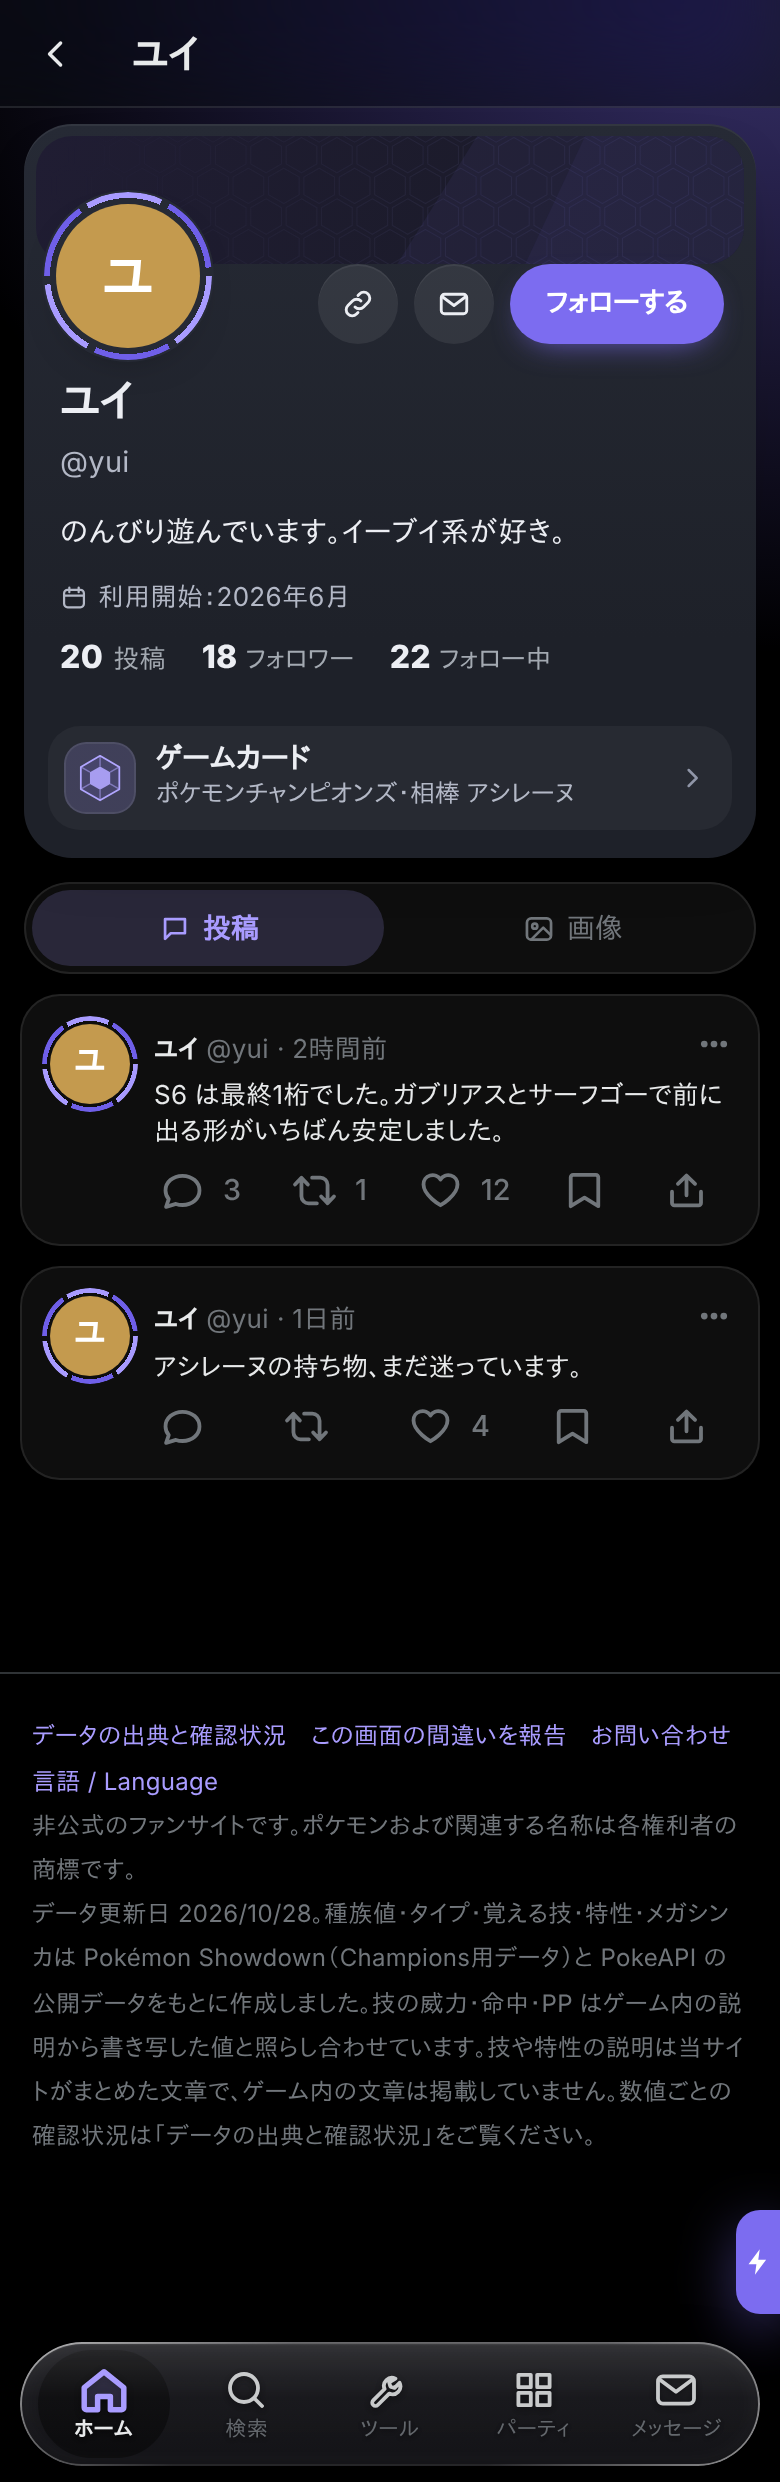 ユイ
ユ
フォローする
ユイ
@yui
のんびり遊んでいます。イーブイ系が好き。
利用開始：2026年6月
20 投稿 18 フォロワー 22 フォロー中
ゲームカード
ポケモンチャンピオンズ・相棒 アシレーヌ
投稿 画像
ユ
ユイ @yui · 2時間前
S6 は最終1桁でした。ガブリアスとサーフゴーで前に
出る形がいちばん安定しました。
3 1 12
ユ
ユイ @yui · 1日前
アシレーヌの持ち物、まだ迷っています。
4
データの出典と確認状況 この画面の間違いを報告 お問い合わせ
言語 / Language
非公式のファンサイトです。ポケモンおよび関連する名称は各権利者の
商標です。
データ更新日 2026/10/28。種族値・タイプ・覚える技・特性・メガシン
カは Pokémon Showdown（Champions用データ）と PokeAPI の
公開データをもとに作成しました。技の威力・命中・PP はゲーム内の説
明から書き写した値と照らし合わせています。技や特性の説明は当サイ
トがまとめた文章で、ゲーム内の文章は掲載していません。数値ごとの
確認状況は「データの出典と確認状況」をご覧ください。
ホーム 検索 ツール パーティ メッセージ